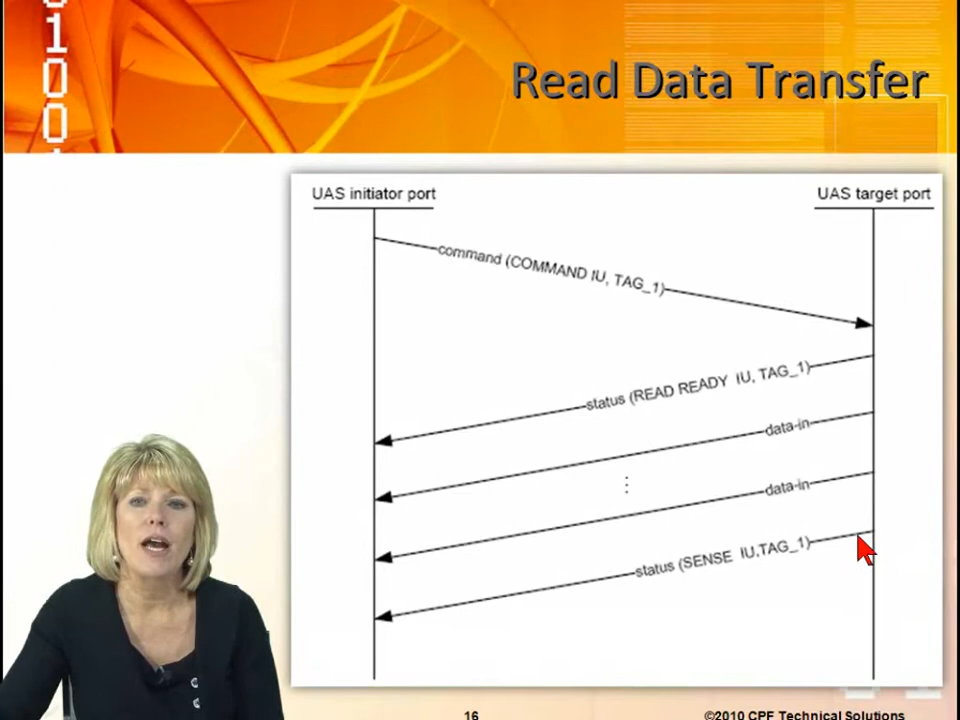 0100
Read Data Transfer
UAS initiator port
UAS target port
command (COMMAND IU, TAG_1)
status (READ READY IU, TAG_1)
data-in
data-in
status (SENSE IU,TAG_1)
16
©2010 CPF Technical Solutions